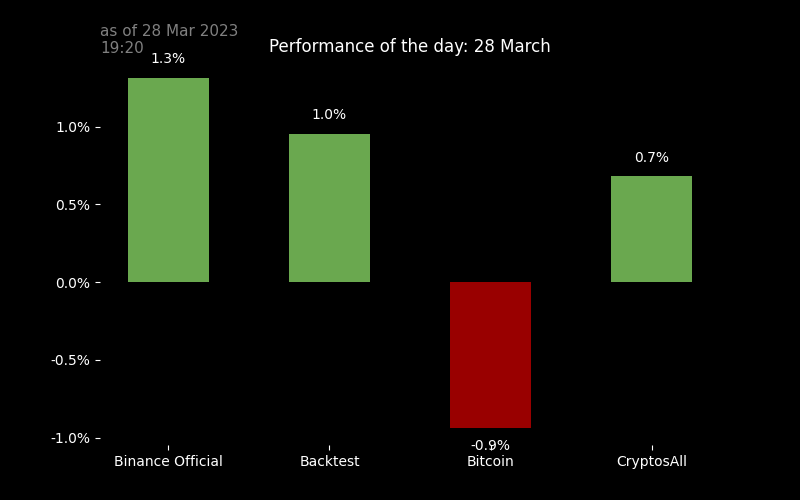 as of 28 Mar 2023
19:20
Performance of the day: 28 March
1.3%
1.0%
0.7%
1.0%
0.5%
0.0%
-0.5%
-1.0%
-0.9%
Binance Official
Backtest
Bitcoin
CryptosAll